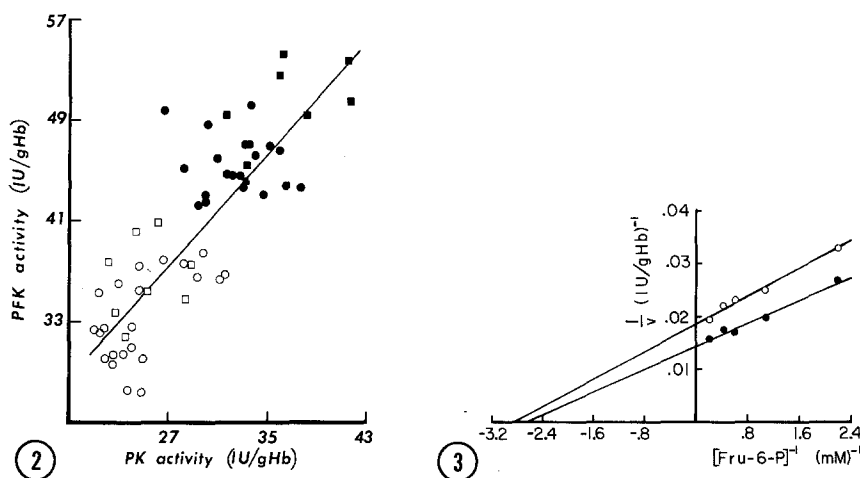 57
49
41
33
PFK activity (IU/gHb)
27 35 43
PK activity (IU/gHb)
2
.04
.03
.02
.01
1/v (IU/gHb)⁻¹
-3.2 -2.4 -1.6 -.8 .8 1.6 2.4
[Fru-6-P]⁻¹ (mM)⁻¹
3